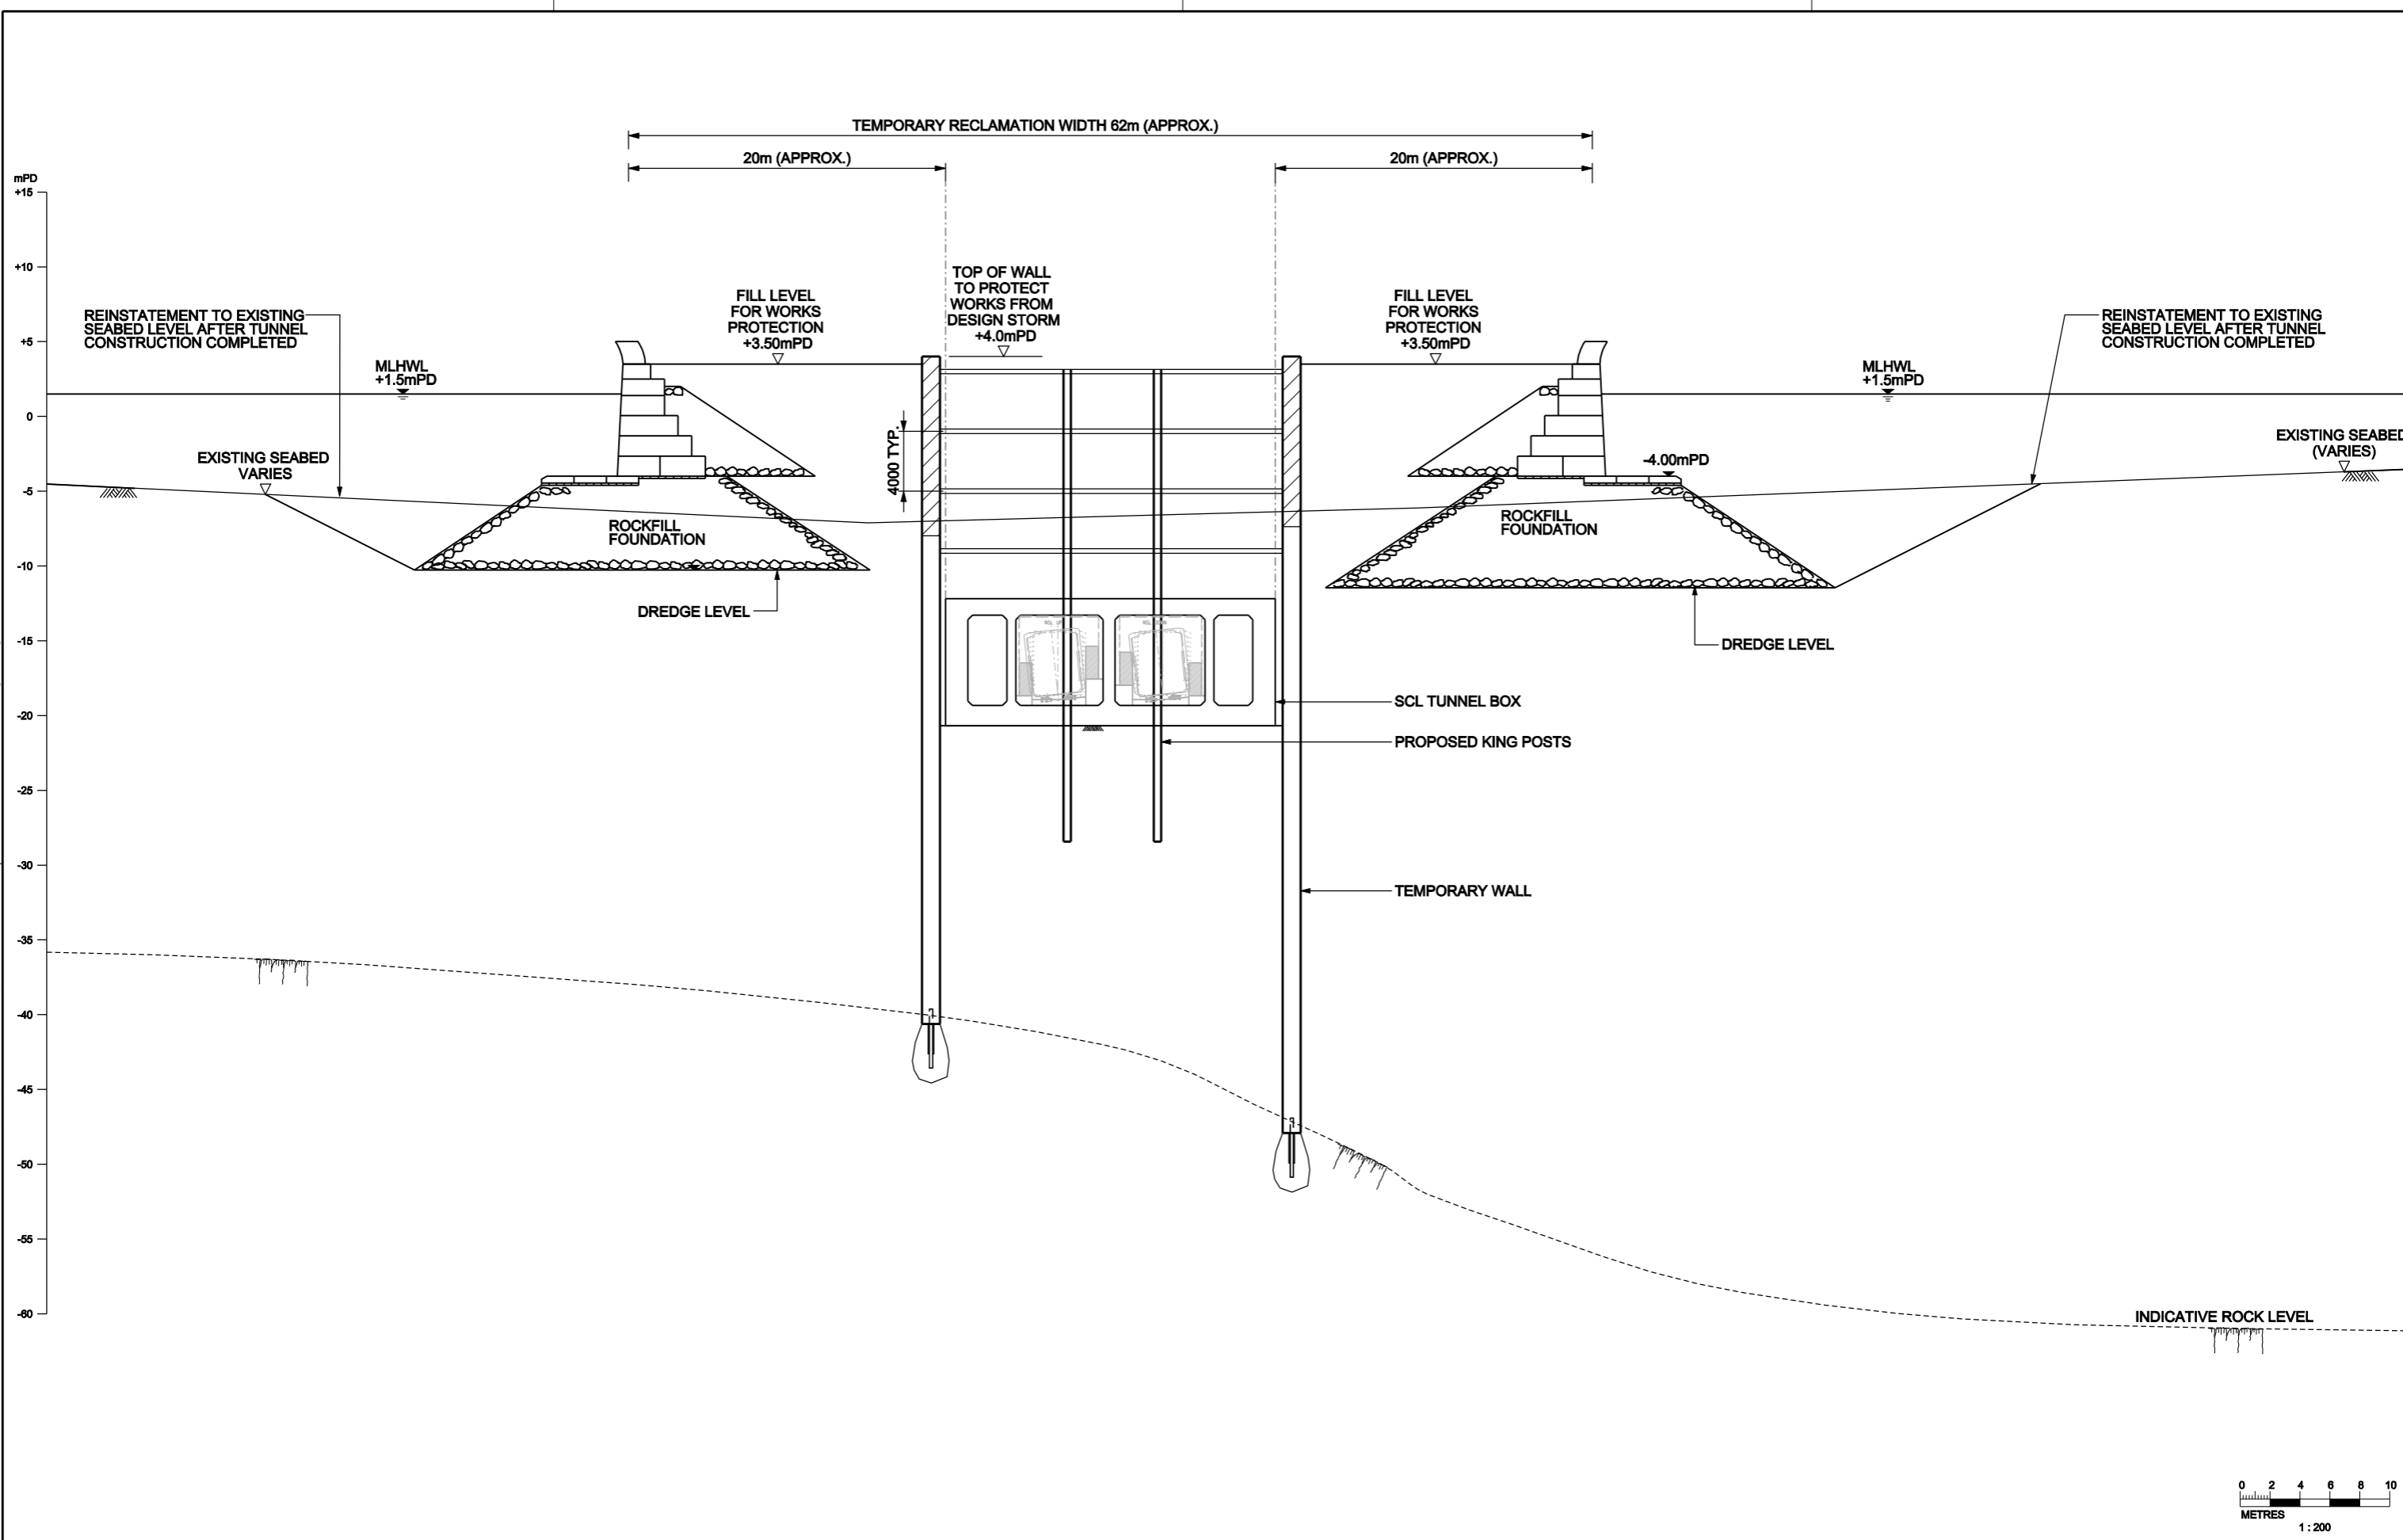 TEMPORARY RECLAMATION WIDTH 62m (APPROX.)
20m (APPROX.)
20m (APPROX.)
mPD
+15
+10
+5
0
-5
-10
-15
-20
-25
-30
-35
-40
-45
-50
-55
-60
REINSTATEMENT TO EXISTING
SEABED LEVEL AFTER TUNNEL
CONSTRUCTION COMPLETED
MLHWL
+1.5mPD
EXISTING SEABED
VARIES
FILL LEVEL
FOR WORKS
PROTECTION
+3.50mPD
TOP OF WALL
TO PROTECT
WORKS FROM
DESIGN STORM
+4.0mPD
FILL LEVEL
FOR WORKS
PROTECTION
+3.50mPD
REINSTATEMENT TO EXISTING
SEABED LEVEL AFTER TUNNEL
CONSTRUCTION COMPLETED
MLHWL
+1.5mPD
EXISTING SEABED
(VARIES)
4000 TYP.
-4.00mPD
ROCKFILL
FOUNDATION
ROCKFILL
FOUNDATION
DREDGE LEVEL
DREDGE LEVEL
SCL TUNNEL BOX
PROPOSED KING POSTS
TEMPORARY WALL
INDICATIVE ROCK LEVEL
0 2 4 6 8 10
METRES
1 : 200